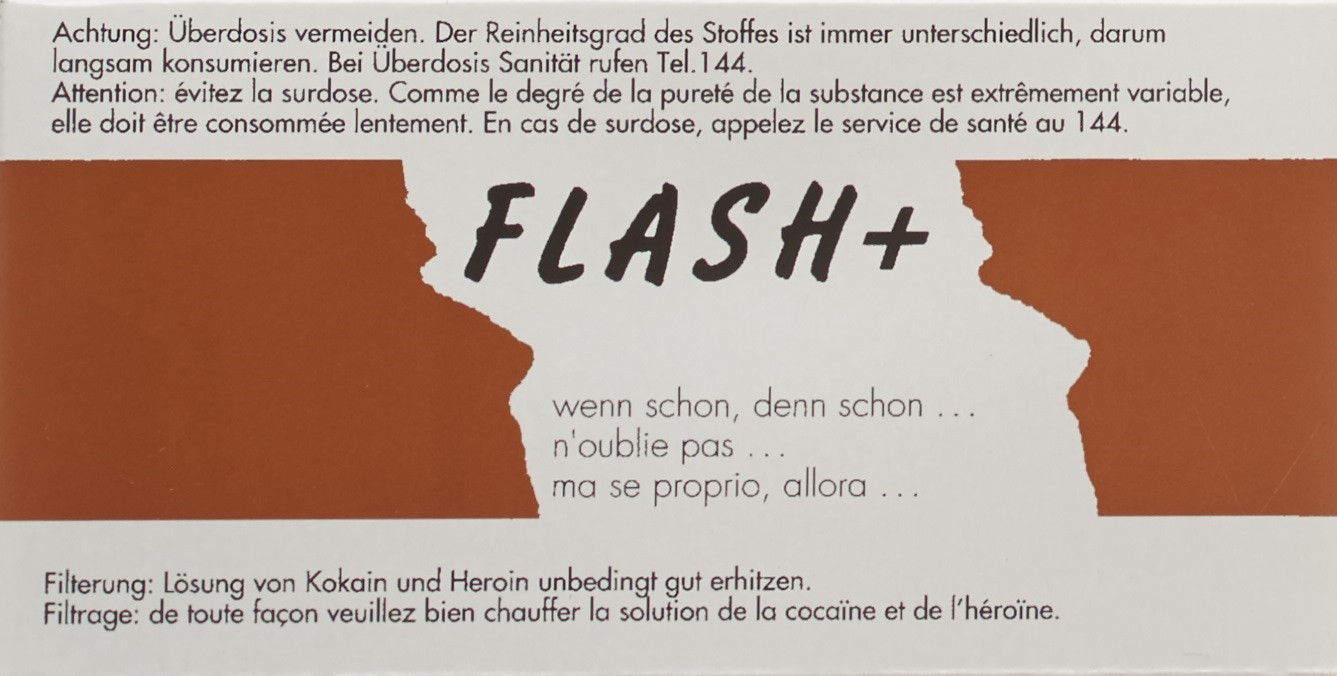 Achtung: Überdosis vermeiden. Der Reinheitsgrad des Stoffes ist immer unterschiedlich, darum
langsam konsumieren. Bei Überdosis Sanität rufen Tel.144.
Attention: évitez la surdose. Comme le degré de la pureté de la substance est extrêmement variable,
elle doit être consommée lentement. En cas de surdose, appelez le service de santé au 144.
FLASH+
wenn schon, denn schon ...
n'oublie pas ...
ma se proprio, allora ...
Filterung: Lösung von Kokain und Heroin unbedingt gut erhitzen.
Filtrage: de toute façon veuillez bien chauffer la solution de la cocaïne et de l'héroïne.